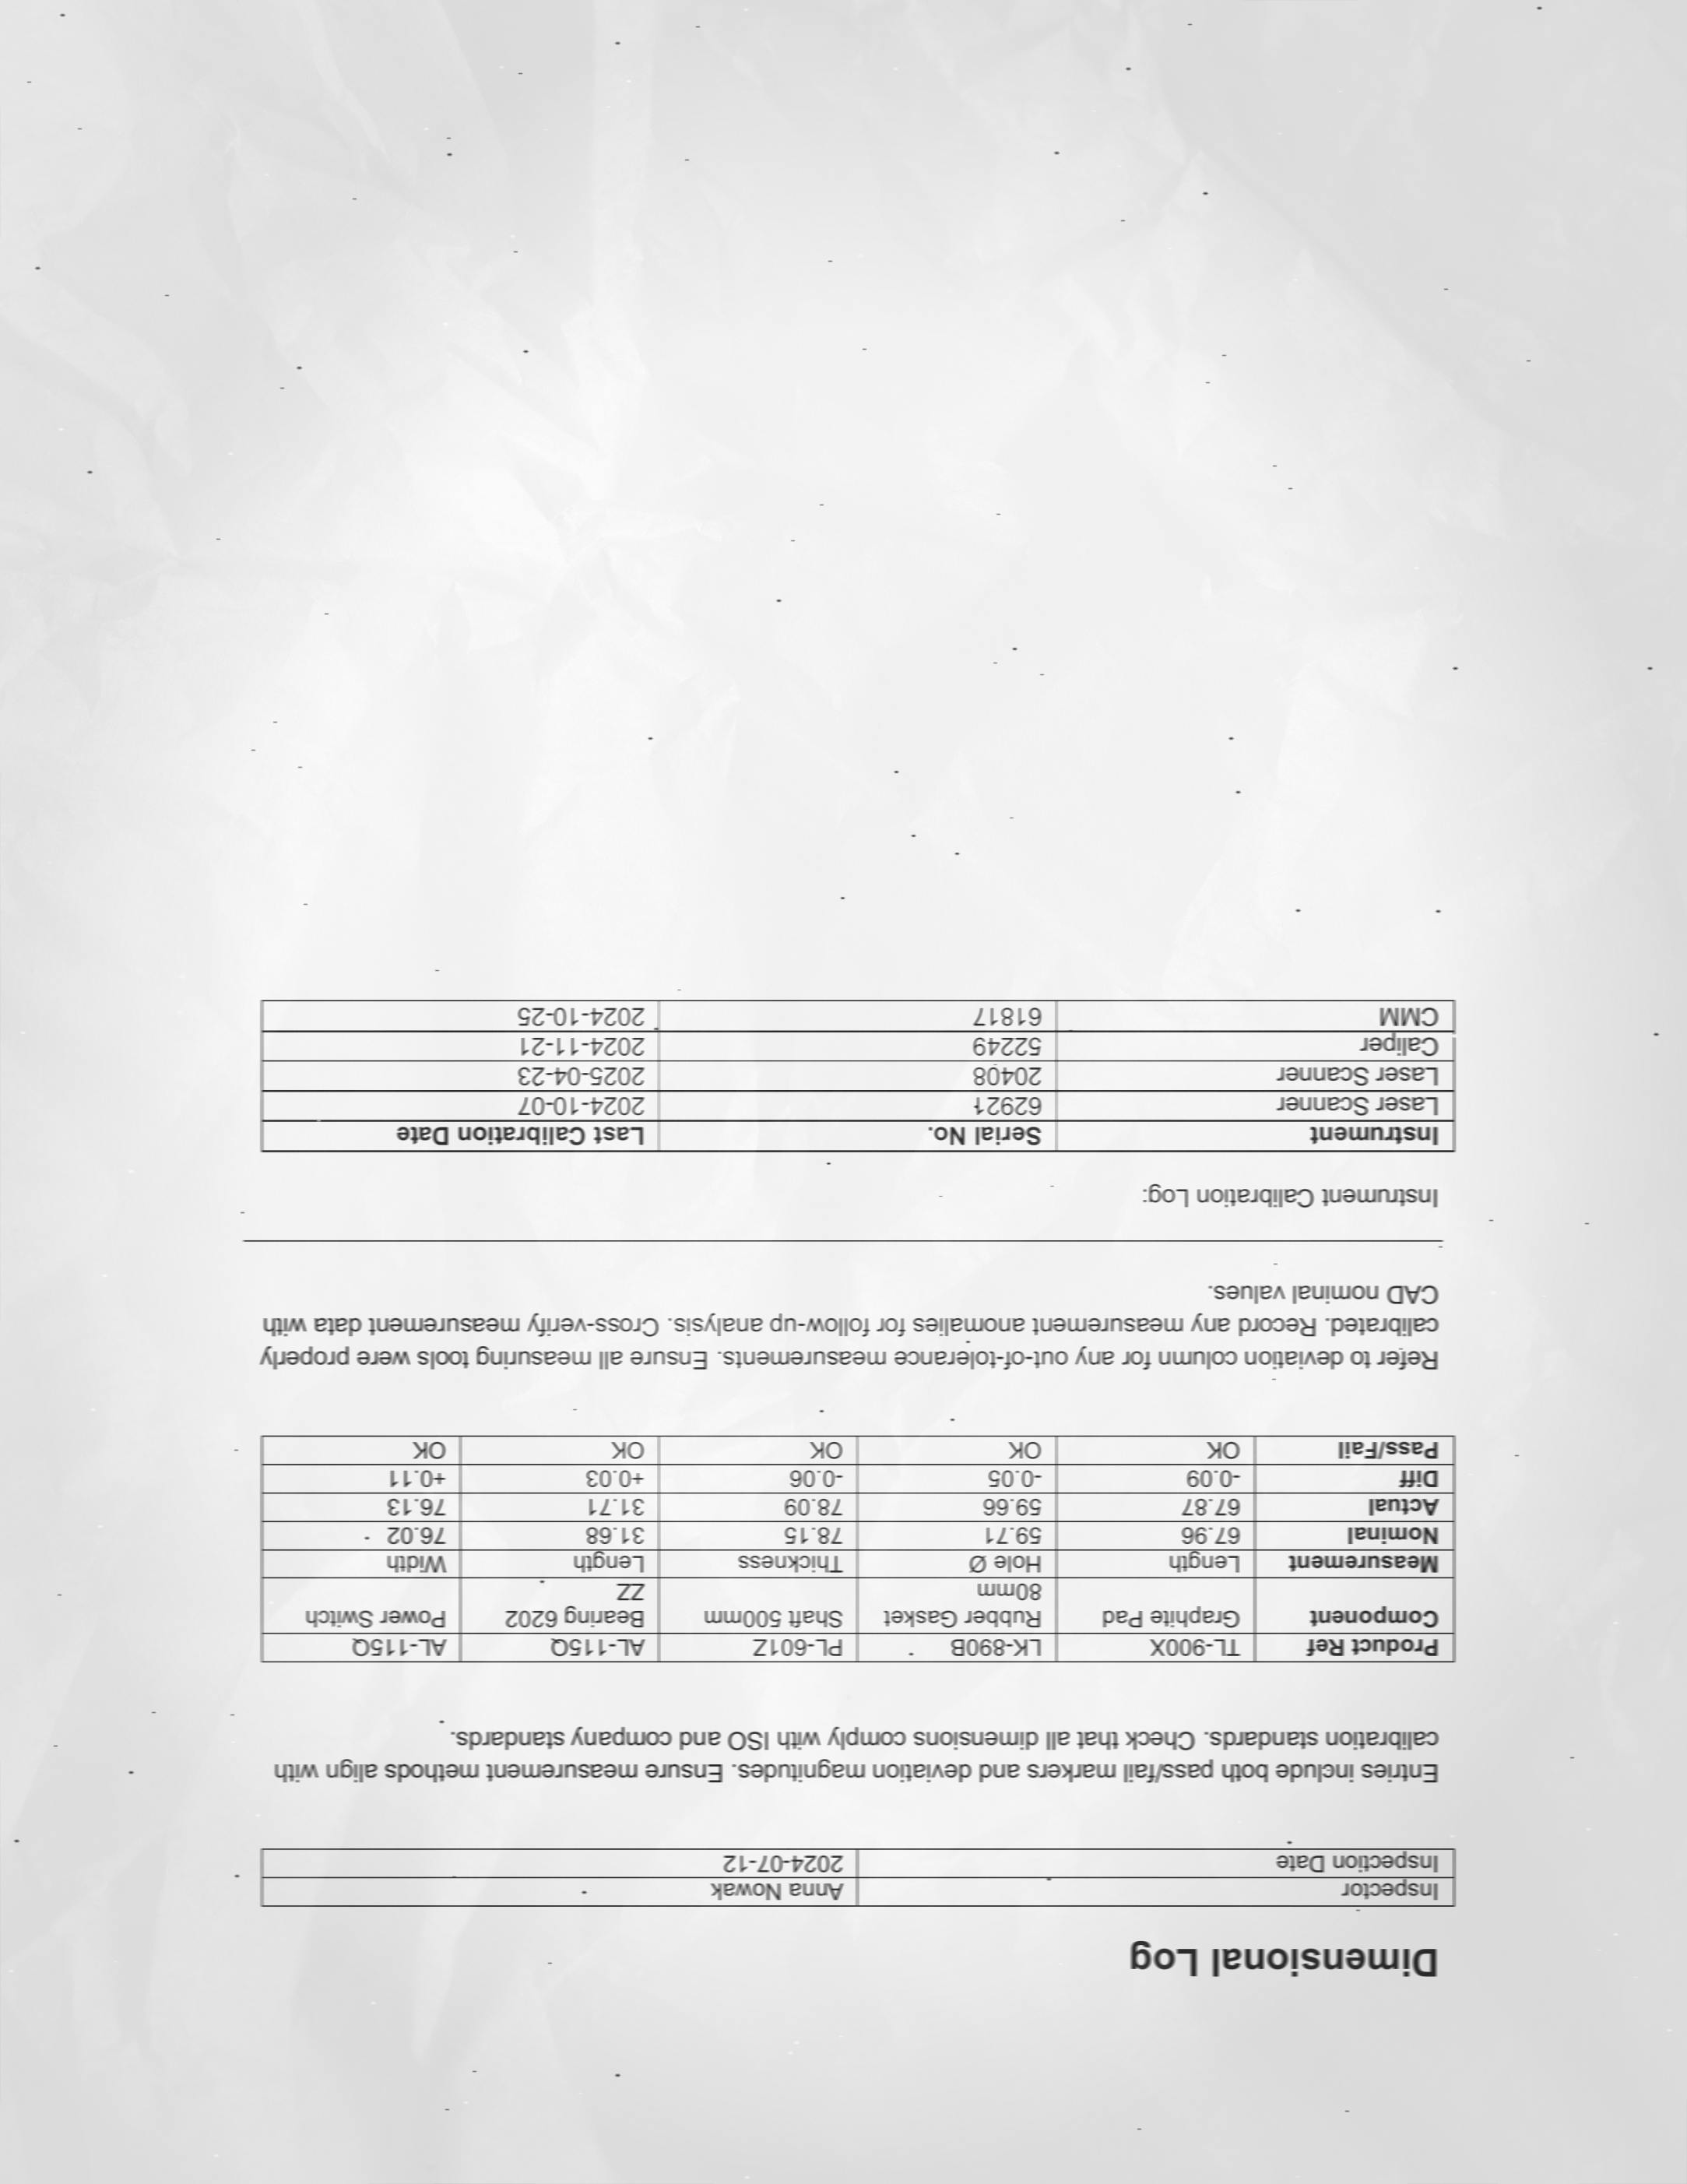 Dimensional Log
Inspector Anna Nowak
Inspection Date 2024-07-12
Entries include both pass/fail markers and deviation magnitudes. Ensure measurement methods align with
calibration standards. Check that all dimensions comply with ISO and company standards.
Product Ref TL-900X LK-890B PL-601Z AL-115Q AL-115Q
Component Graphite Pad Rubber Gasket Shaft 500mm Bearing 6202 Power Switch
80mm ZZ
Measurement Length Hole Ø Thickness Length Width
Nominal 67.96 59.71 78.15 31.68 76.02
Actual 67.87 59.66 78.09 31.71 76.13
Diff -0.09 -0.05 -0.06 +0.03 +0.11
Pass/Fail OK OK OK OK OK
Refer to deviation column for any out-of-tolerance measurements. Ensure all measuring tools were properly
calibrated. Record any measurement anomalies for follow-up analysis. Cross-verify measurement data with
CAD nominal values.
Instrument Calibration Log:
Instrument Serial No. Last Calibration Date
Laser Scanner 62921 2024-10-07
Laser Scanner 20408 2025-04-23
Caliper 52249 2024-11-21
CMM 61817 2024-10-25